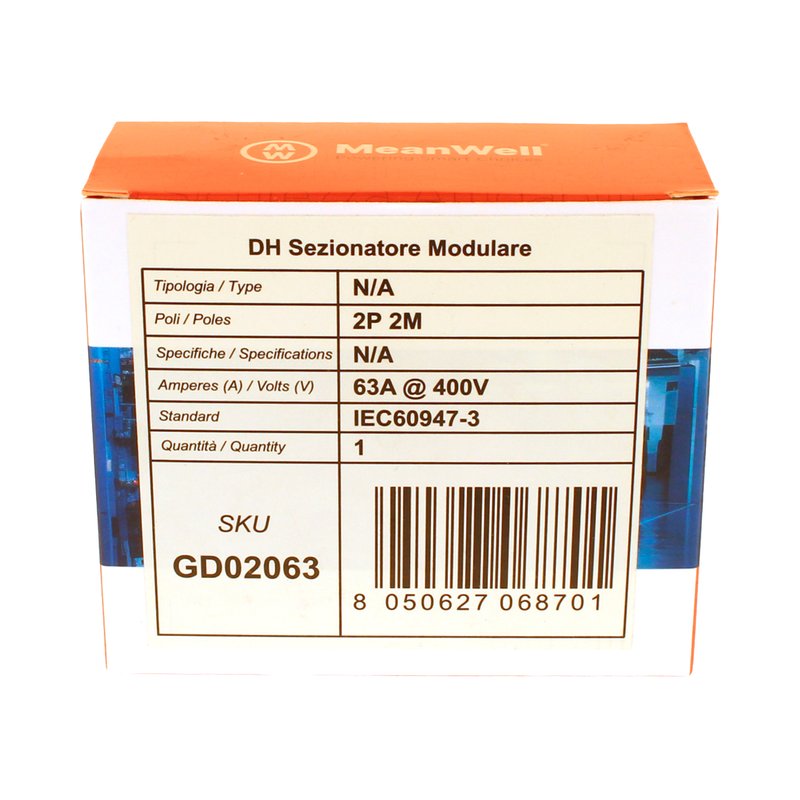 MW MeanWell
DH Sezionatore Modulare
Tipologia / Type N/A
Poli / Poles 2P 2M
Specifiche / Specifications N/A
Amperes (A) / Volts (V) 63A @ 400V
Standard IEC60947-3
Quantità / Quantity 1
SKU
GD02063
8 050627 068701